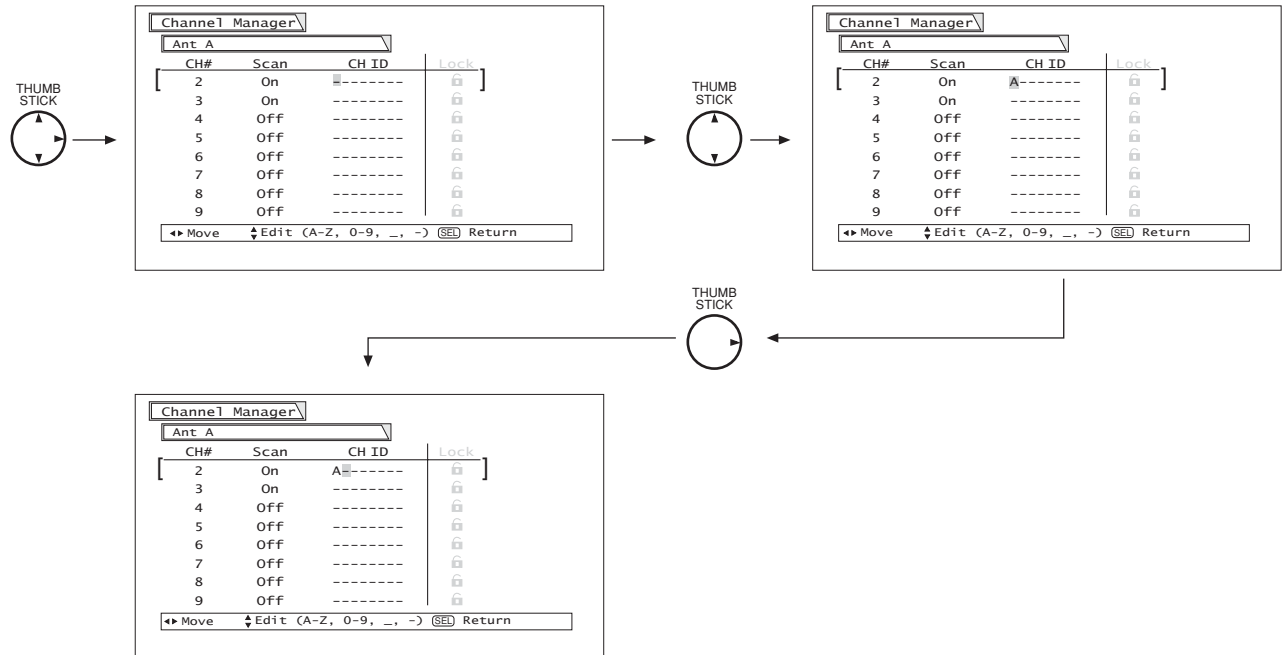 THUMB
STICK
Channel Manager
Ant A
CH# Scan CH ID Lock
[ 2 On -------- ]
3 On --------
4 Off --------
5 Off --------
6 Off --------
7 Off --------
8 Off --------
9 Off --------
Move Edit (A-Z, 0-9, _, -) SEL Return
THUMB
STICK
Channel Manager
Ant A
CH# Scan CH ID Lock
[ 2 On A------- ]
3 On --------
4 Off --------
5 Off --------
6 Off --------
7 Off --------
8 Off --------
9 Off --------
Move Edit (A-Z, 0-9, _, -) SEL Return
THUMB
STICK
Channel Manager
Ant A
CH# Scan CH ID Lock
[ 2 On A------- ]
3 On --------
4 Off --------
5 Off --------
6 Off --------
7 Off --------
8 Off --------
9 Off --------
Move Edit (A-Z, 0-9, _, -) SEL Return